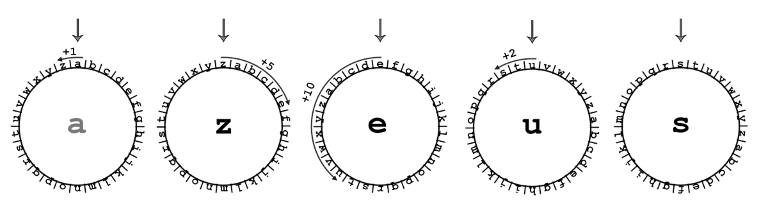 +1 +5 +10 +2
a|b|c|d|e|f|g|h|i|j|k|l|m|n|o|p|q|r|s|t|u|v|w|x|y|z
z|a|b|c|d|e|f|g|h|i|j|k|l|m|n|o|p|q|r|s|t|u|v|w|x|y
e|f|g|h|i|j|k|l|m|n|o|p|q|r|s|t|u|v|w|x|y|z|a|b|c|d
u|v|w|x|y|z|a|b|c|d|e|f|g|h|i|j|k|l|m|n|o|p|q|r|s|t
s|t|u|v|w|x|y|z|a|b|c|d|e|f|g|h|i|j|k|l|m|n|o|p|q|r
a z e u s